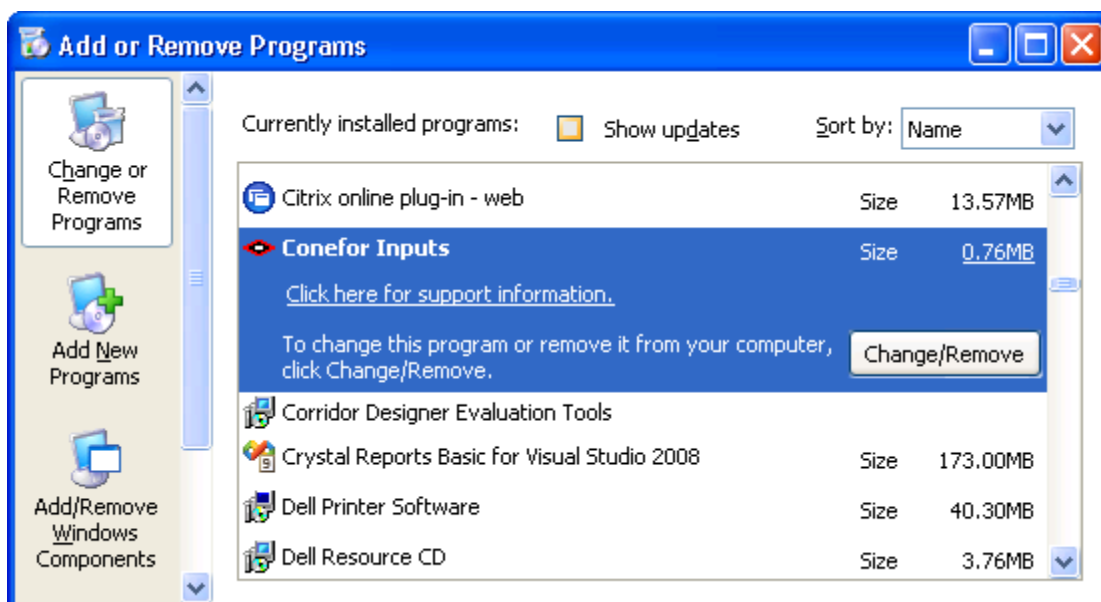 Add or Remove Programs
Change or
Remove
Programs
Add New
Programs
Add/Remove
Windows
Components
Currently installed programs: Show updates Sort by: Name
Citrix online plug-in - web Size 13.57MB
Conefor Inputs Size 0.76MB
Click here for support information.
To change this program or remove it from your computer,
click Change/Remove. Change/Remove
Corridor Designer Evaluation Tools
Crystal Reports Basic for Visual Studio 2008 Size 173.00MB
Dell Printer Software Size 40.30MB
Dell Resource CD Size 3.76MB